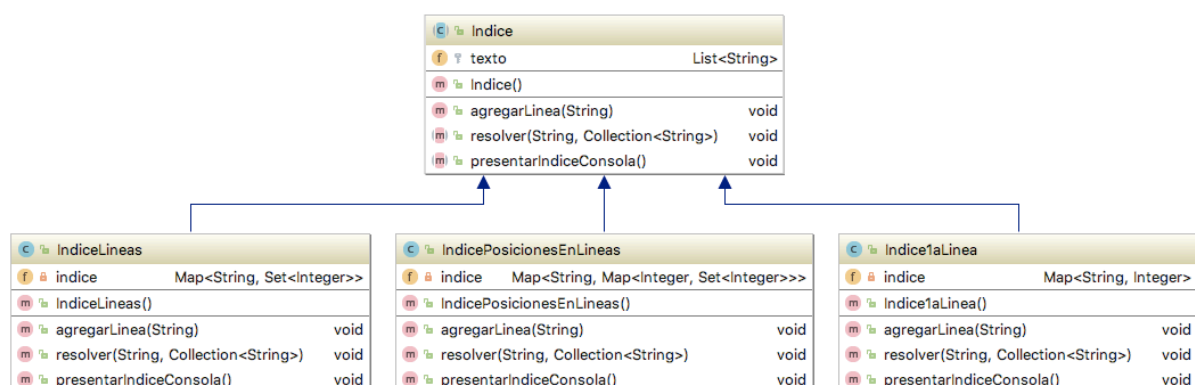 Indice
texto List<String>
Indice()
agregarLinea(String) void
resolver(String, Collection<String>) void
presentarIndiceConsola() void
IndiceLineas
indice Map<String, Set<Integer>>
IndiceLineas()
agregarLinea(String) void
resolver(String, Collection<String>) void
presentarIndiceConsola() void
IndicePosicionesEnLineas
indice Map<String, Map<Integer, Set<Integer>>>
IndicePosicionesEnLineas()
agregarLinea(String) void
resolver(String, Collection<String>) void
presentarIndiceConsola() void
Indice1aLinea
indice Map<String, Integer>
Indice1aLinea()
agregarLinea(String) void
resolver(String, Collection<String>) void
presentarIndiceConsola() void